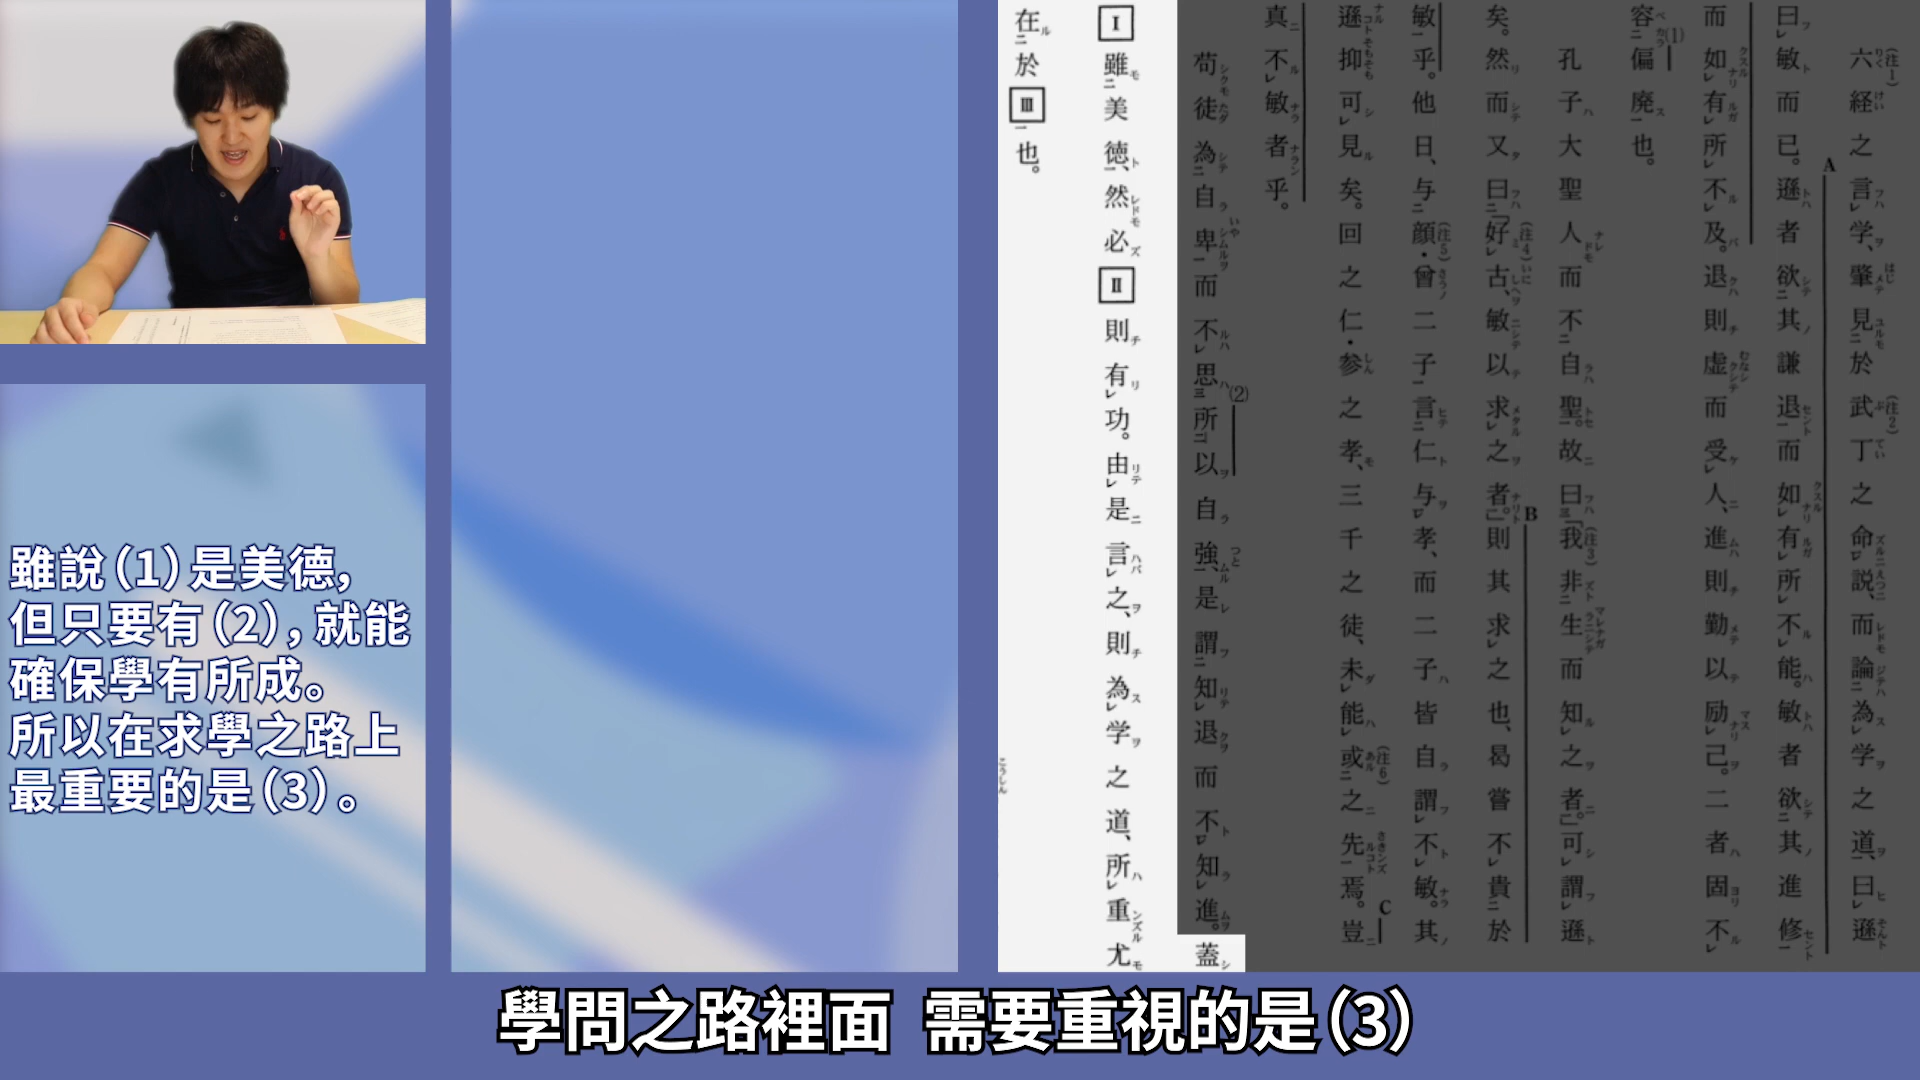 六経之言学、肇見於武丁之命説、而論為学之道、曰遜
曰敏而已。遜者欲其謙退而如有所不能。敏者欲其進修
而如有所不及。退則虚而受人、進則勤以励己。二者固不
容偏廃也。
孔子大聖人而不自聖。故曰「我非生而知之者。」可謂遜
矣。然而又曰「好古、敏以求之者。」則其求之也、曷嘗不貴於
敏乎。他日、与顔・曾二子言仁与孝、而二子皆自謂不敏。其
遜抑可見矣。回之仁・参之孝、三千之徒、未能或之先焉。豈
真不敏者乎。
苟徒為自卑而不思所以自強、是謂知退而不知進。蓋
Ⅰ雖美徳、然必Ⅱ則有功。由是言之、則為学之道、所重尤
在於Ⅲ也。
雖說(1)是美德,
但只要有(2), 就能
確保學有所成。
所以在求學之路上
最重要的是(3)。
學問之路裡面 需要重視的是(3)